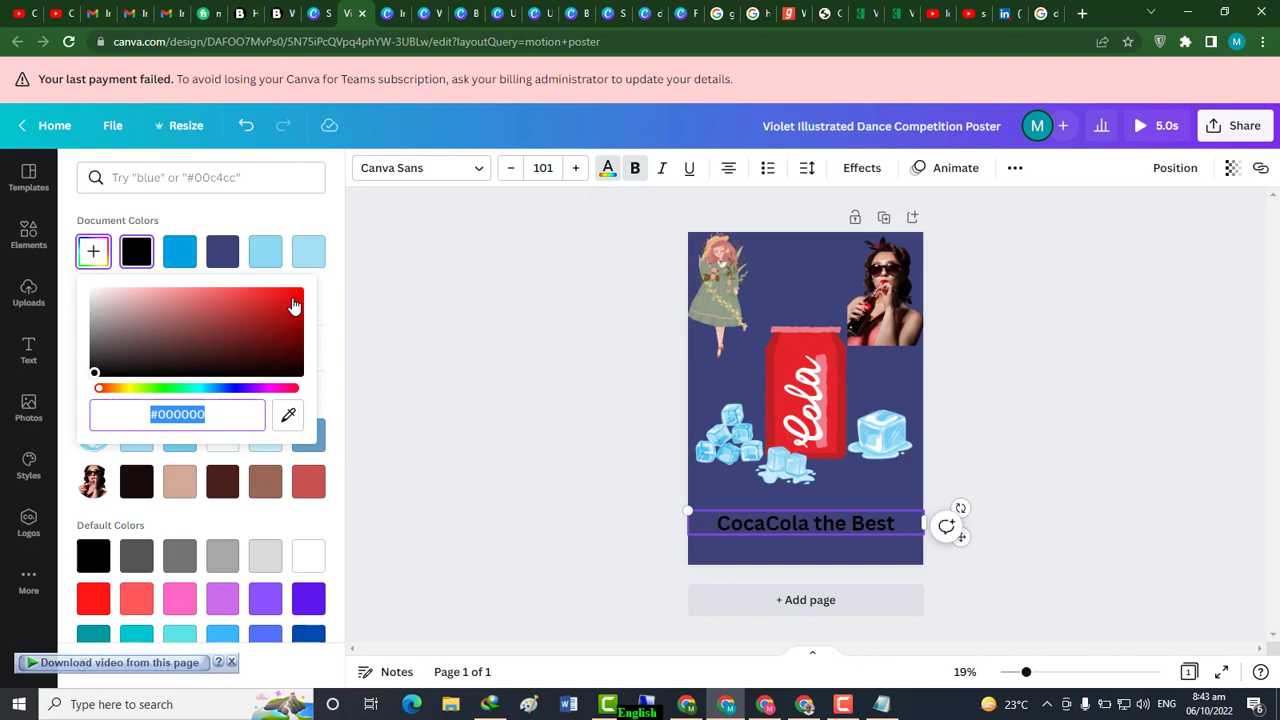 Vi
canva.com/design/DAFOO7MvPs0/5N75iPcQVpq4phYW-3UBLw/edit?layoutQuery=motion+poster
M
Your last payment failed. To avoid losing your Canva for Teams subscription, ask your billing administrator to update your details.
Home
File
Resize
Violet Illustrated Dance Competition Poster
M
5.0s
Share
Templates
Elements
Uploads
Text
Photos
Styles
Logos
More
Try "blue" or "#00c4cc"
Canva Sans
101
A
B
I
U
Effects
Animate
Position
Document Colors
#000000
Default Colors
Cola
CocaCola the Best
+ Add page
Download video from this page
?
Notes
Page 1 of 1
19%
1
Type here to search
English
23°C
ENG
8:43 am
06/10/2022